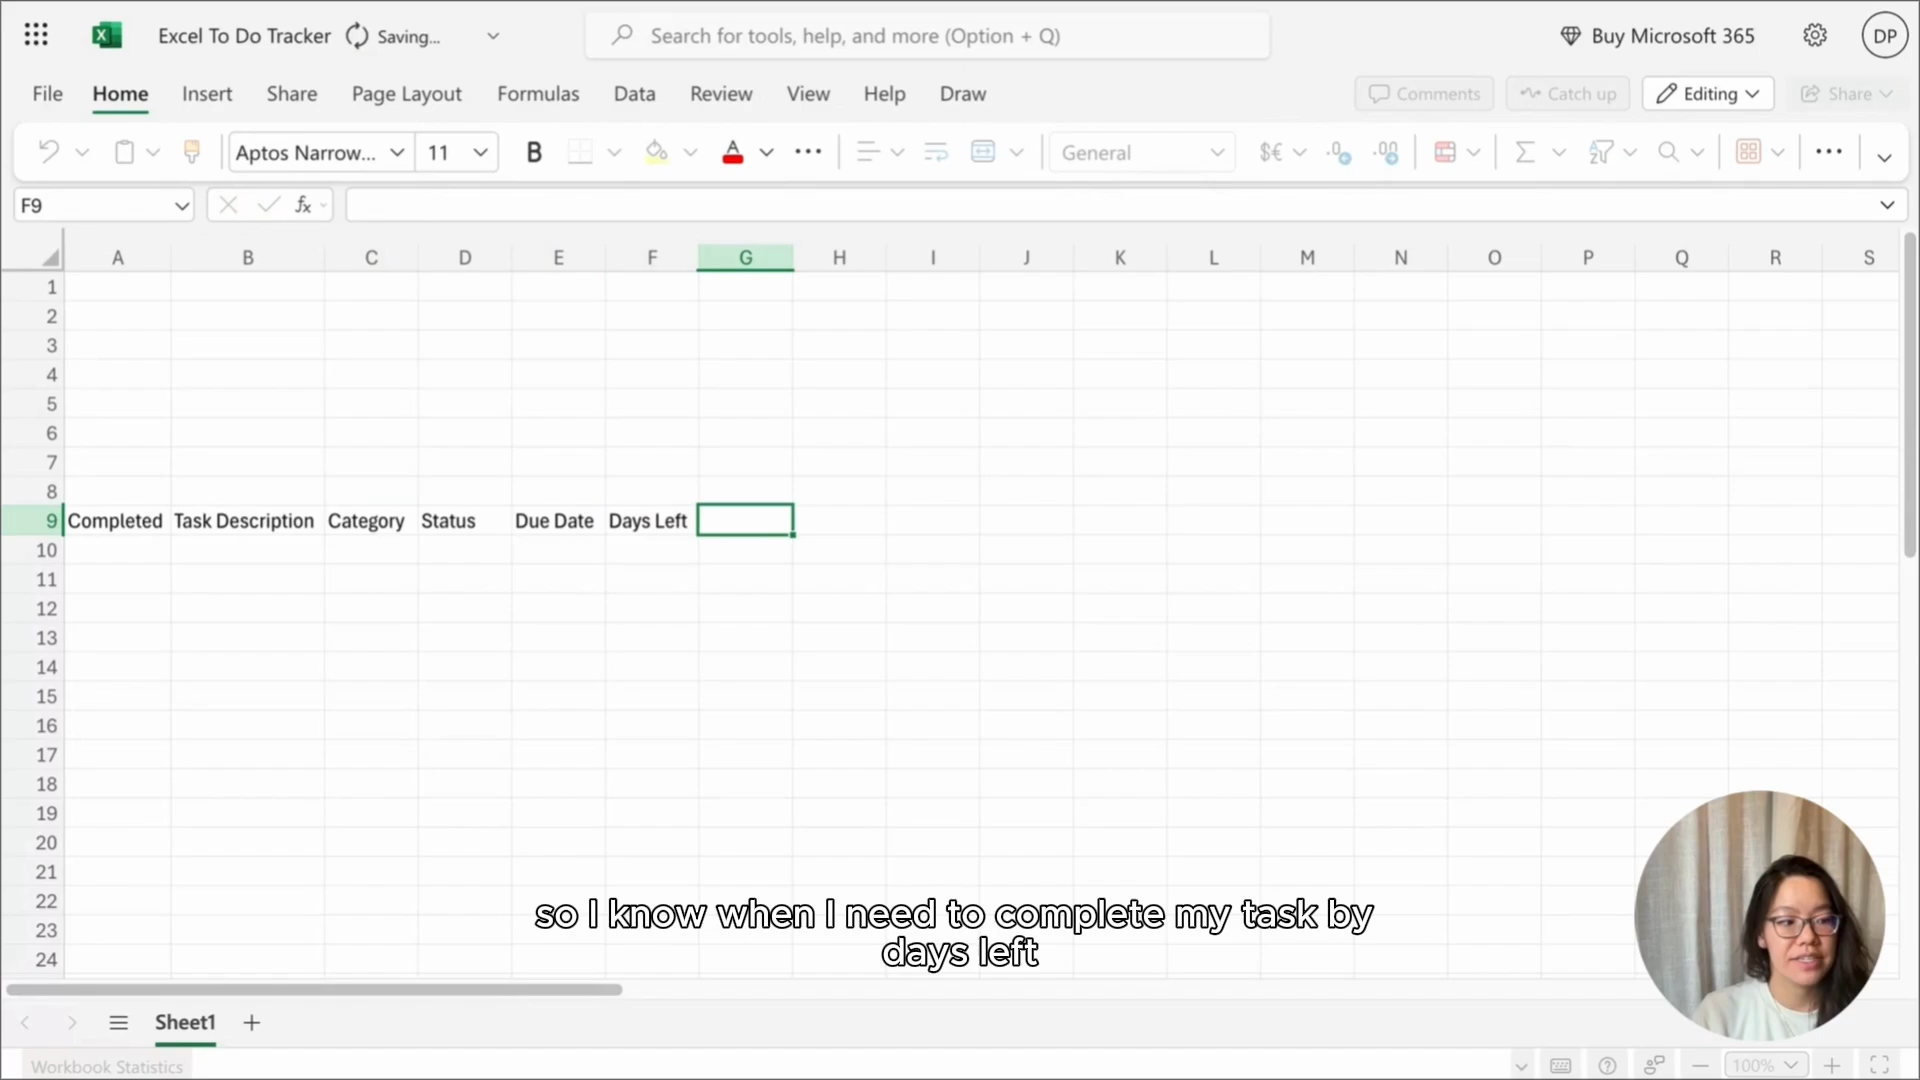 Excel To Do Tracker Saving... Search for tools, help, and more (Option + Q) Buy Microsoft 365 DP
File Home Insert Share Page Layout Formulas Data Review View Help Draw Comments Catch up Editing Share
Aptos Narrow... 11 B A General $€
F9 fx
A B C D E F G H I J K L M N O P Q R S
1
2
3
4
5
6
7
8
9 Completed Task Description Category Status Due Date Days Left
10
11
12
13
14
15
16
17
18
19
20
21
22
23
24
so I know when I need to complete my task by
days left
Sheet1
Workbook Statistics 100%